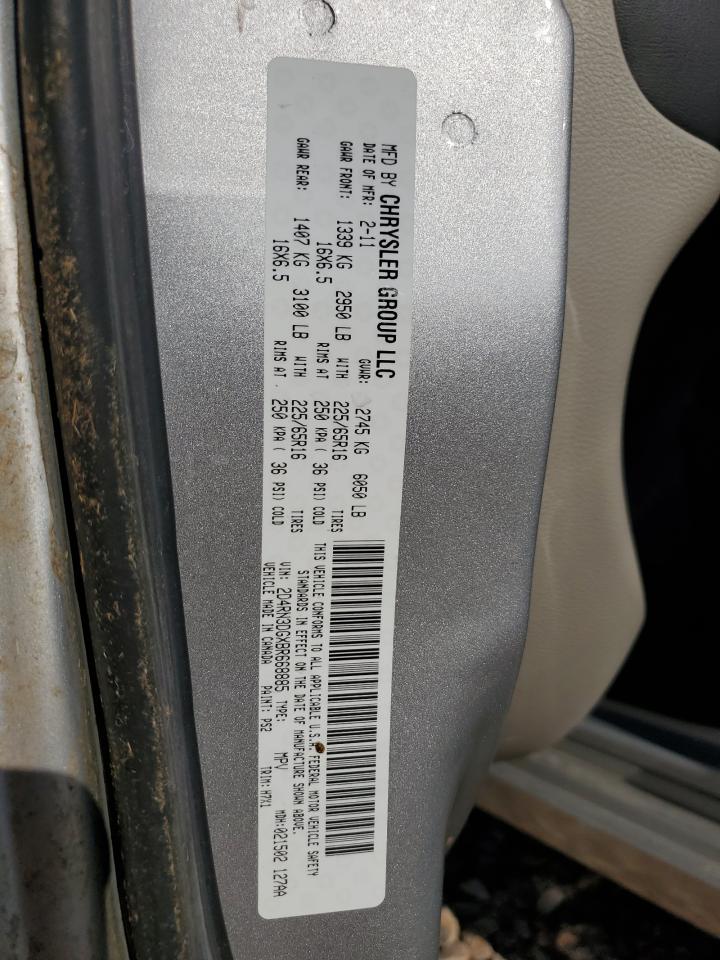 MFD BY CHRYSLER GROUP LLC
DATE OF MFR: 2-11 GVWR: 2745 KG 6050 LB
GAWR FRONT: 1339 KG 2950 LB WITH 225/65R16 TIRES
16X6.5 RIMS AT 250 KPA ( 36 PSI) COLD
GAWR REAR: 1407 KG 3100 LB WITH 225/65R16 TIRES
16X6.5 RIMS AT 250 KPA ( 36 PSI) COLD
THIS VEHICLE CONFORMS TO ALL APPLICABLE U.S.A. FEDERAL MOTOR VEHICLE SAFETY
STANDARDS IN EFFECT ON THE DATE OF MANUFACTURE SHOWN ABOVE.
VIN: 2D4RN3DGXBR668885 TYPE: MPV MDH:021502 127AA
VEHICLE MADE IN CANADA PAINT: PS2 TRIM: H7X1